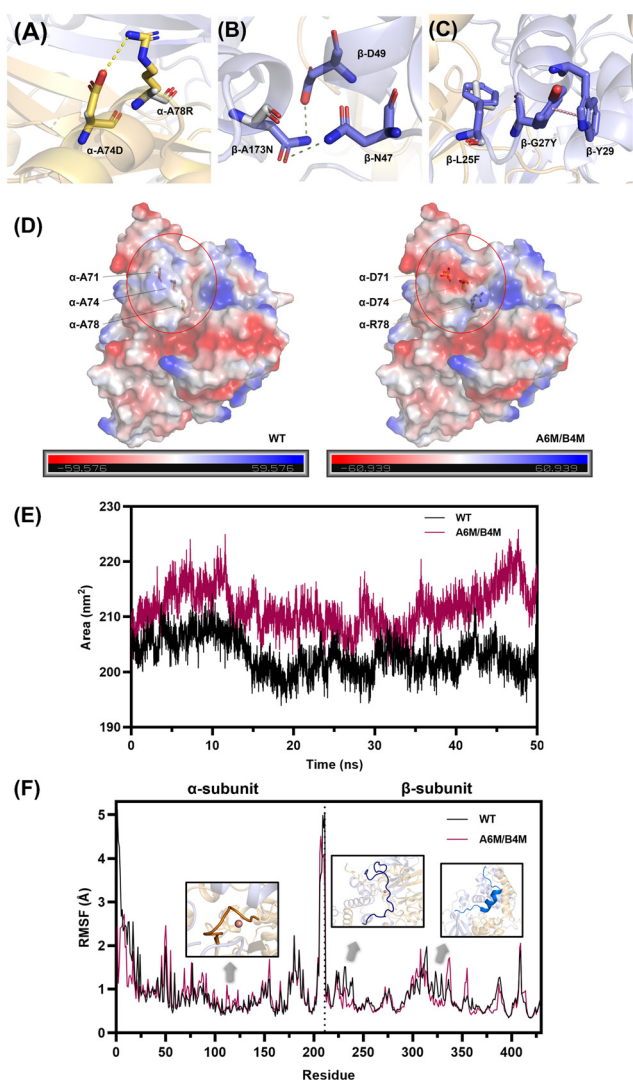 (A)
α-A78R
α-A74D
(B)
β-D49
β-A173N
β-N47
(C)
β-L25F
β-G27Y
β-Y29
(D)
α-A71
α-A74
α-A78
WT
-59.576
59.576
α-D71
α-D74
α-R78
A6M/B4M
-60.939
60.939
(E)
WT
A6M/B4M
Area (nm²)
230
220
210
200
190
0
10
20
30
40
50
Time (ns)
(F)
α-subunit
β-subunit
WT
A6M/B4M
RMSF (Å)
5
4
3
2
1
0
0
50
100
150
200
250
300
350
400
Residue